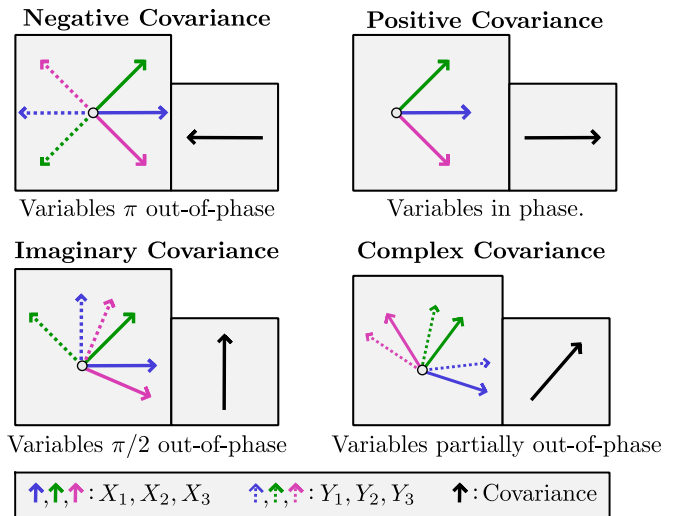 Negative Covariance
Positive Covariance
Variables π out-of-phase
Variables in phase.
Imaginary Covariance
Complex Covariance
Variables π/2 out-of-phase
Variables partially out-of-phase
↑,↑,↑: X₁, X₂, X₃ ⇡,⇡,⇡: Y₁, Y₂, Y₃ ↑: Covariance